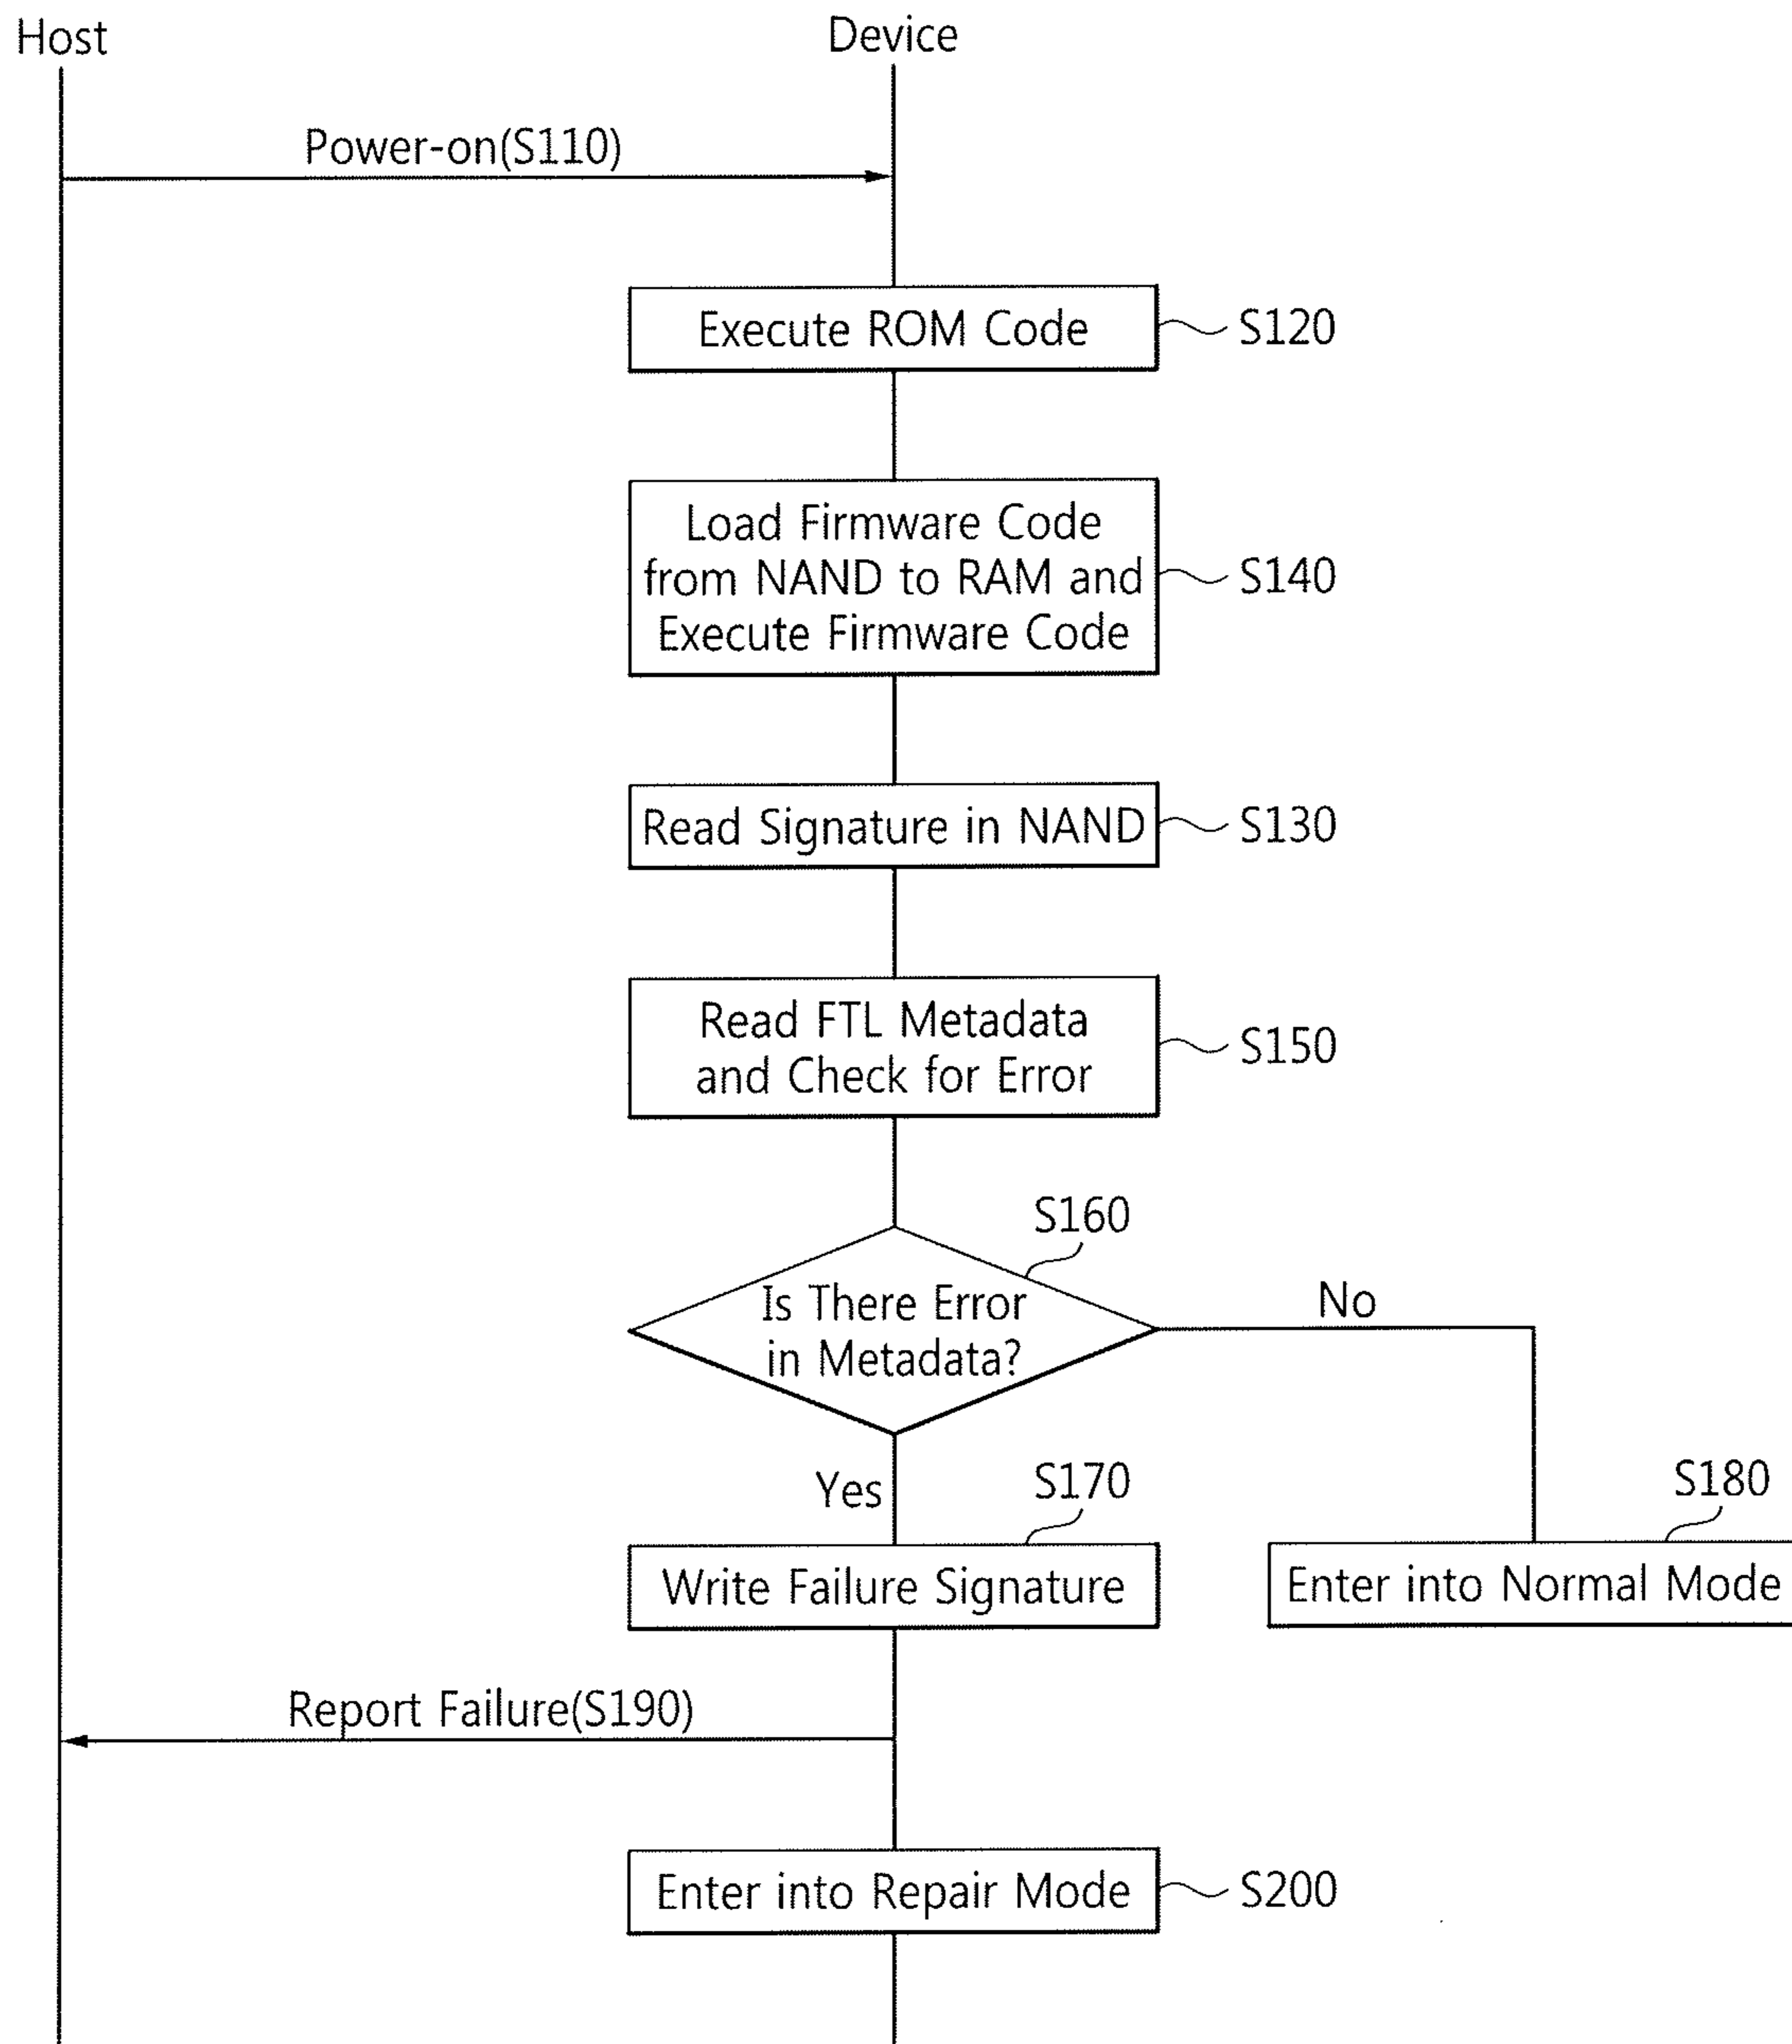 Host
Device
Power-on(S110)
Execute ROM Code
S120
Load Firmware Code
from NAND to RAM and
Execute Firmware Code
S140
Read Signature in NAND
S130
Read FTL Metadata
and Check for Error
S150
S160
Is There Error
in Metadata?
No
Yes
S170
S180
Write Failure Signature
Enter into Normal Mode
Report Failure(S190)
Enter into Repair Mode
S200